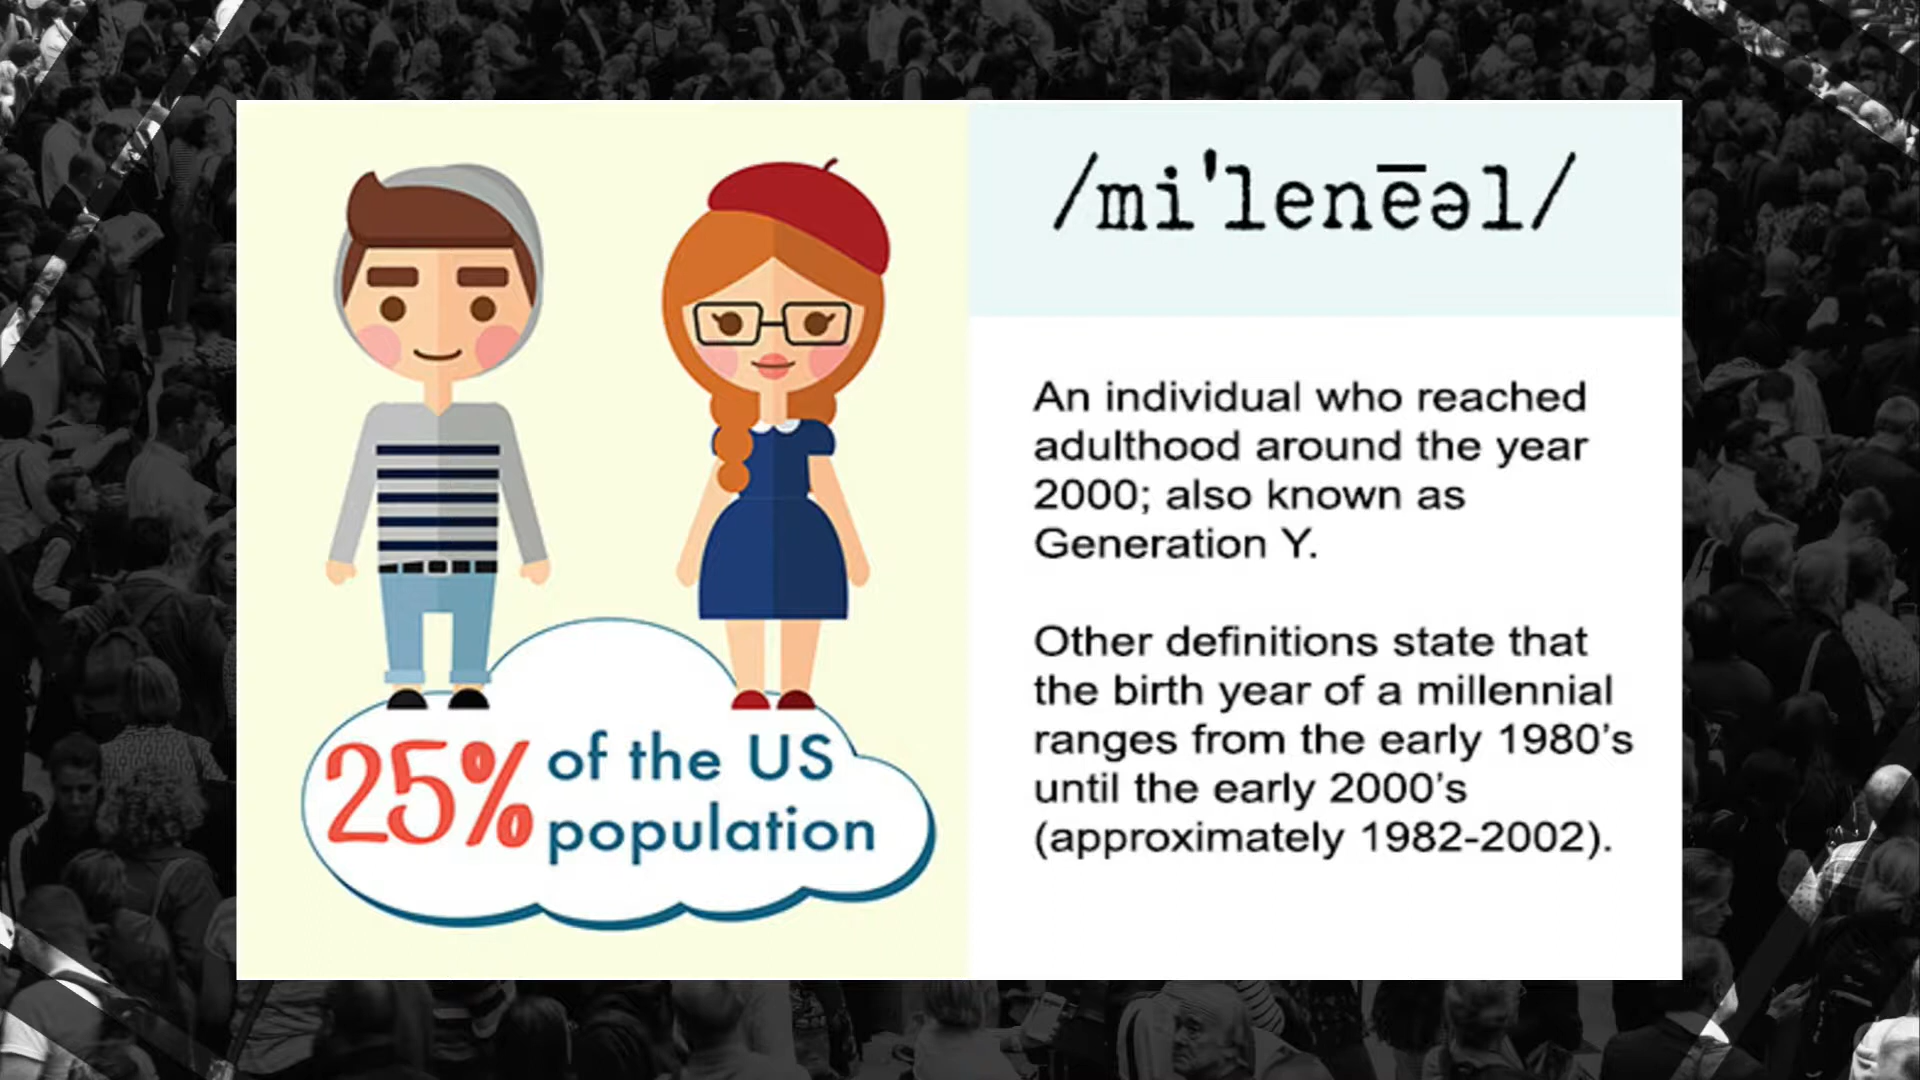 /mi'lenēəl/
An individual who reached
adulthood around the year
2000; also known as
Generation Y.
Other definitions state that
the birth year of a millennial
ranges from the early 1980’s
until the early 2000’s
(approximately 1982-2002).
25% of the US
population